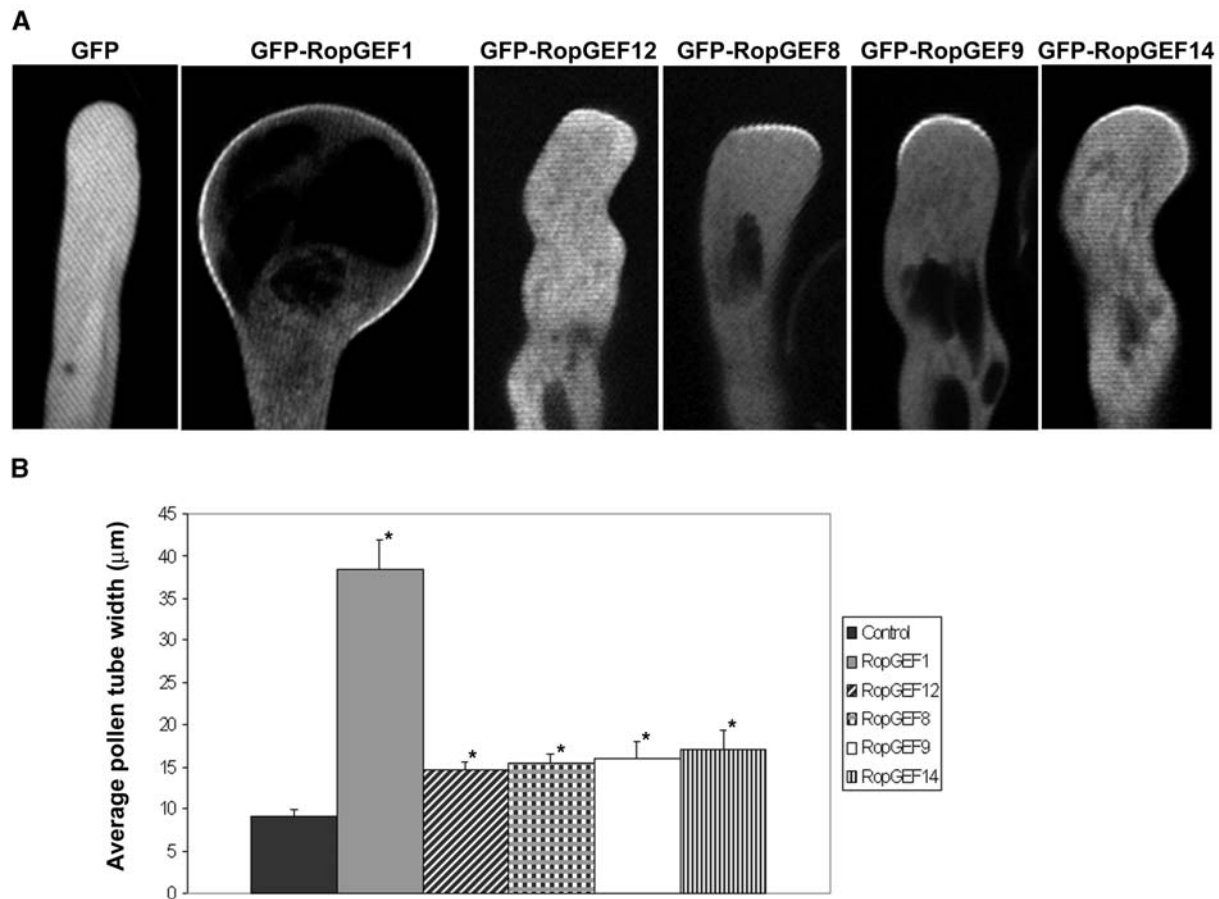 A
GFP GFP-RopGEF1 GFP-RopGEF12 GFP-RopGEF8 GFP-RopGEF9 GFP-RopGEF14
B
Average pollen tube width (μm)
45
40
35
30
25
20
15
10
5
0
*
*
*
*
*
Control
RopGEF1
RopGEF12
RopGEF8
RopGEF9
RopGEF14